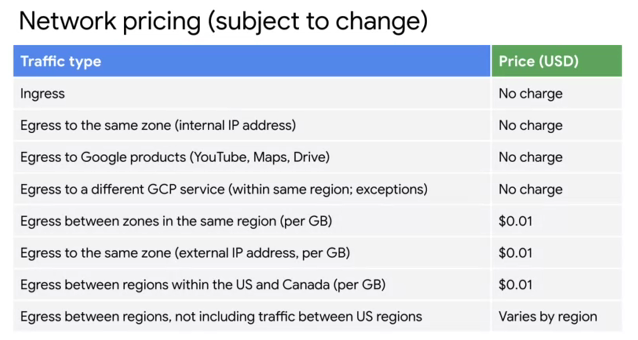 Network pricing (subject to change)
Traffic type Price (USD)
Ingress No charge
Egress to the same zone (internal IP address) No charge
Egress to Google products (YouTube, Maps, Drive) No charge
Egress to a different GCP service (within same region; exceptions) No charge
Egress between zones in the same region (per GB) $0.01
Egress to the same zone (external IP address, per GB) $0.01
Egress between regions within the US and Canada (per GB) $0.01
Egress between regions, not including traffic between US regions Varies by region